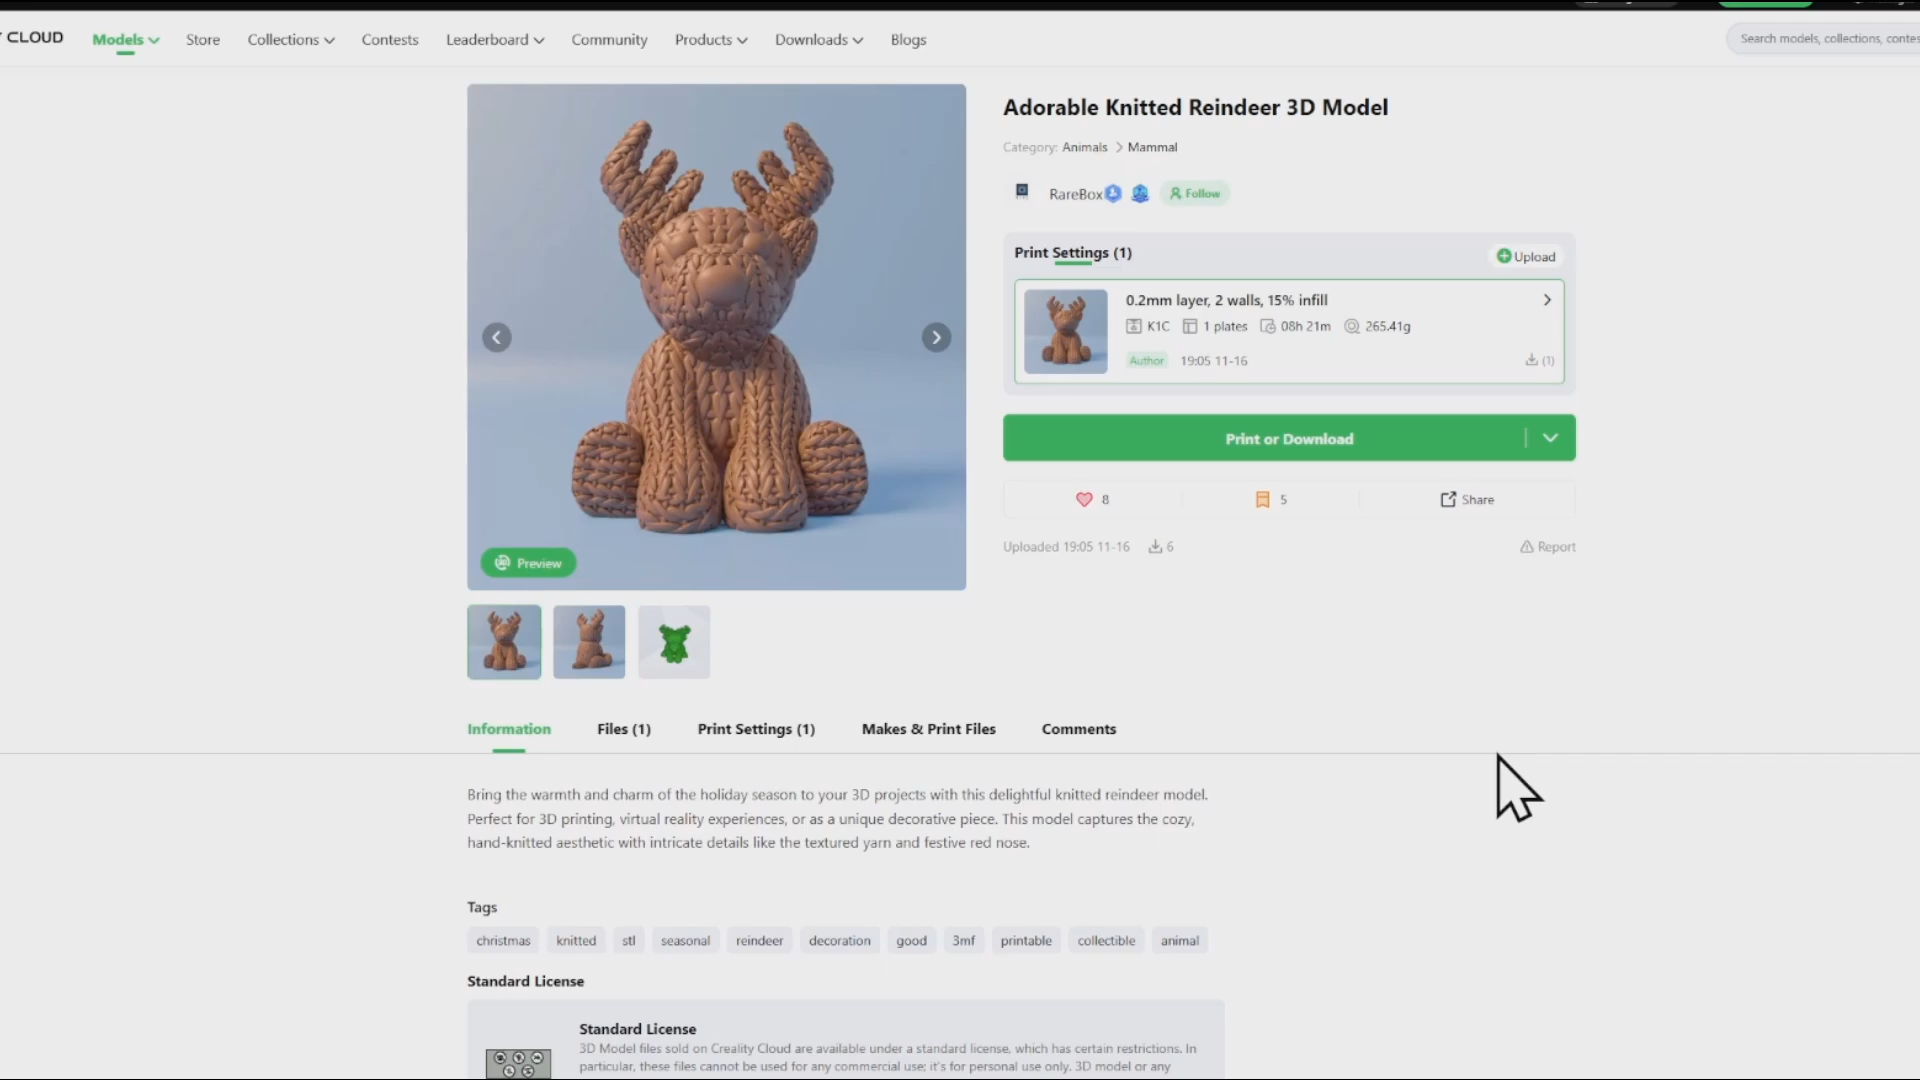 CLOUD
Models
Store
Collections
Contests
Leaderboard
Community
Products
Downloads
Blogs
Search models, collections, contes
Adorable Knitted Reindeer 3D Model
Category: Animals > Mammal
RareBox
Follow
Print Settings (1)
Upload
0.2mm layer, 2 walls, 15% infill
K1C 1 plates 08h 21m 265.41g
Author 19:05 11-16 (1)
Print or Download
8 5 Share
Uploaded 19:05 11-16 6 Report
Preview
Information Files (1) Print Settings (1) Makes & Print Files Comments
Bring the warmth and charm of the holiday season to your 3D projects with this delightful knitted reindeer model.
Perfect for 3D printing, virtual reality experiences, or as a unique decorative piece. This model captures the cozy,
hand-knitted aesthetic with intricate details like the textured yarn and festive red nose.
Tags
christmas knitted stl seasonal reindeer decoration good 3mf printable collectible animal
Standard License
Standard License
3D Model files sold on Creality Cloud are available under a standard license, which has certain restrictions. In
particular, these files cannot be used for any commercial use; it's for personal use only. 3D model or any